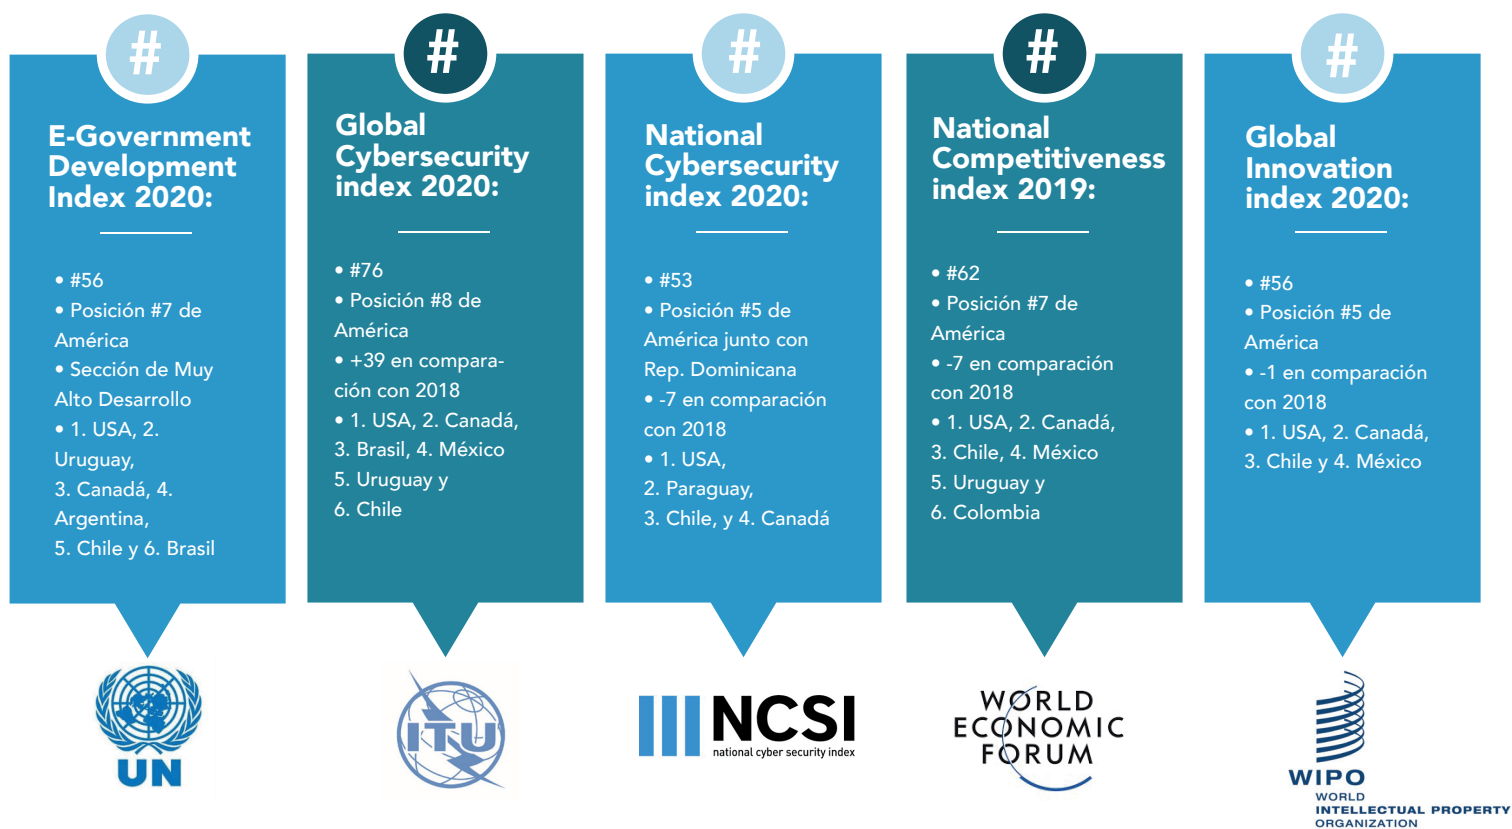 #
E-Government
Development
Index 2020:
• #56
• Posición #7 de
América
• Sección de Muy
Alto Desarrollo
• 1. USA, 2.
Uruguay,
3. Canadá, 4.
Argentina,
5. Chile y 6. Brasil
UN
#
Global
Cybersecurity
index 2020:
• #76
• Posición #8 de
América
• +39 en compara-
ción con 2018
• 1. USA, 2. Canadá,
3. Brasil, 4. México
5. Uruguay y
6. Chile
ITU
#
National
Cybersecurity
index 2020:
• #53
• Posición #5 de
América junto con
Rep. Dominicana
• -7 en comparación
con 2018
• 1. USA,
2. Paraguay,
3. Chile, y 4. Canadá
NCSI
national cyber security index
#
National
Competitiveness
index 2019:
• #62
• Posición #7 de
América
• -7 en comparación
con 2018
• 1. USA, 2. Canadá,
3. Chile, 4. México
5. Uruguay y
6. Colombia
WORLD
ECONOMIC
FORUM
#
Global
Innovation
index 2020:
• #56
• Posición #5 de
América
• -1 en comparación
con 2018
• 1. USA, 2. Canadá,
3. Chile y 4. México
WIPO
WORLD
INTELLECTUAL PROPERTY
ORGANIZATION